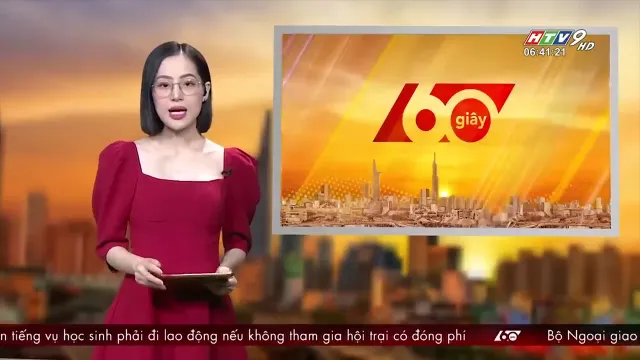 HTV9 HD
06:41:21
60 giây
n tiếng vụ học sinh phải đi lao động nếu không tham gia hội trại có đóng phí 60 Bộ Ngoại giao